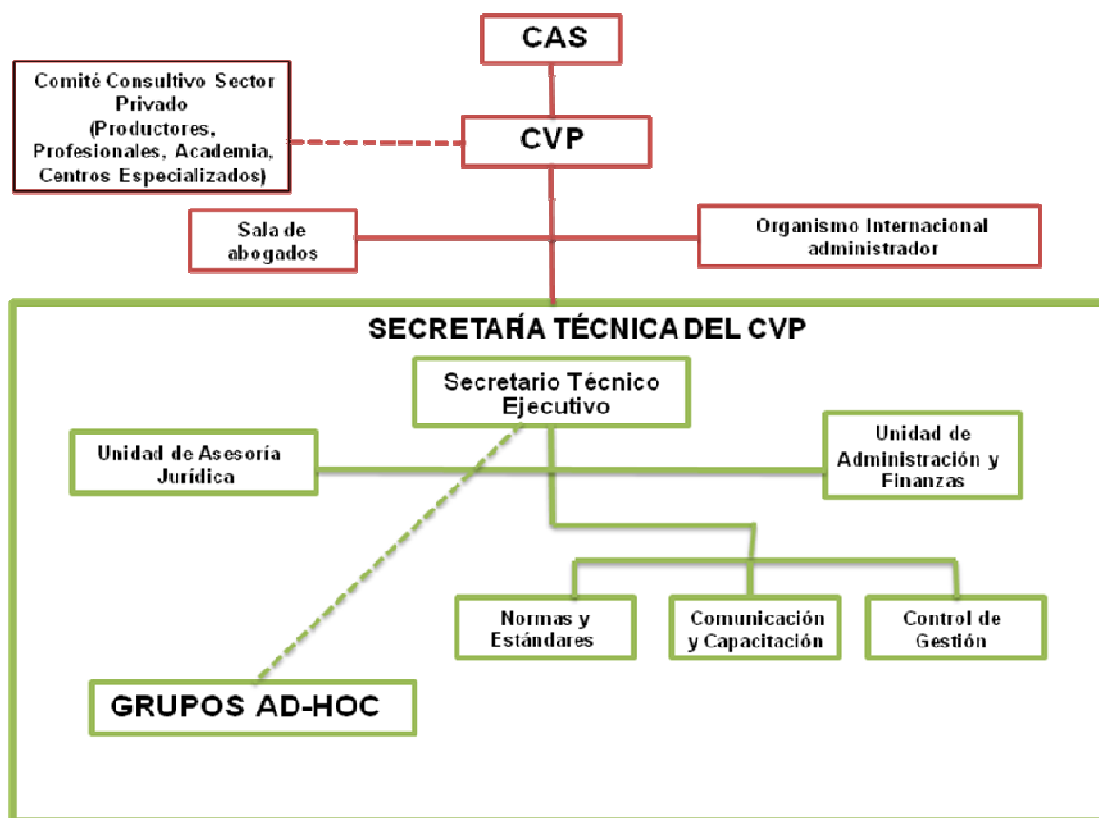 CAS
Comité Consultivo Sector
Privado
(Productores,
Profesionales, Academia,
Centros Especializados)
CVP
Sala de
abogados
Organismo Internacional
administrador
SECRETARÍA TÉCNICA DEL CVP
Secretario Técnico
Ejecutivo
Unidad de Asesoría
Jurídica
Unidad de
Administración y
Finanzas
Normas y
Estándares
Comunicación
y Capacitación
Control de
Gestión
GRUPOS AD-HOC